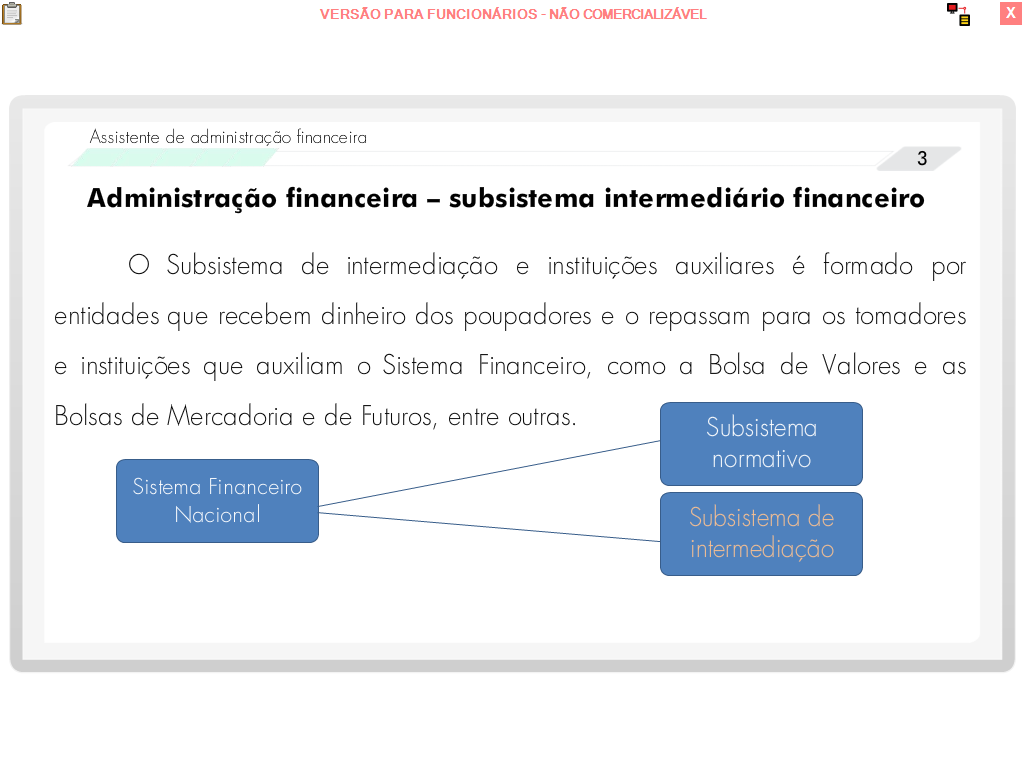 VERSÃO PARA FUNCIONÁRIOS - NÃO COMERCIALIZÁVEL
X
Assistente de administração financeira
3
Administração financeira – subsistema intermediário financeiro
O Subsistema de intermediação e instituições auxiliares é formado por
entidades que recebem dinheiro dos poupadores e o repassam para os tomadores
e instituições que auxiliam o Sistema Financeiro, como a Bolsa de Valores e as
Bolsas de Mercadoria e de Futuros, entre outras.
Sistema Financeiro
Nacional
Subsistema
normativo
Subsistema de
intermediação